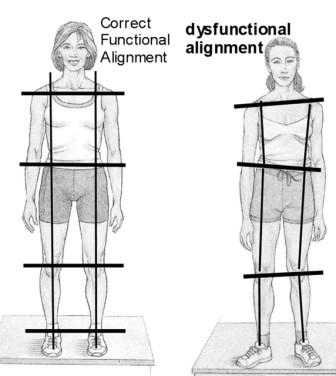 Correct
Functional
Alignment
dysfunctional
alignment